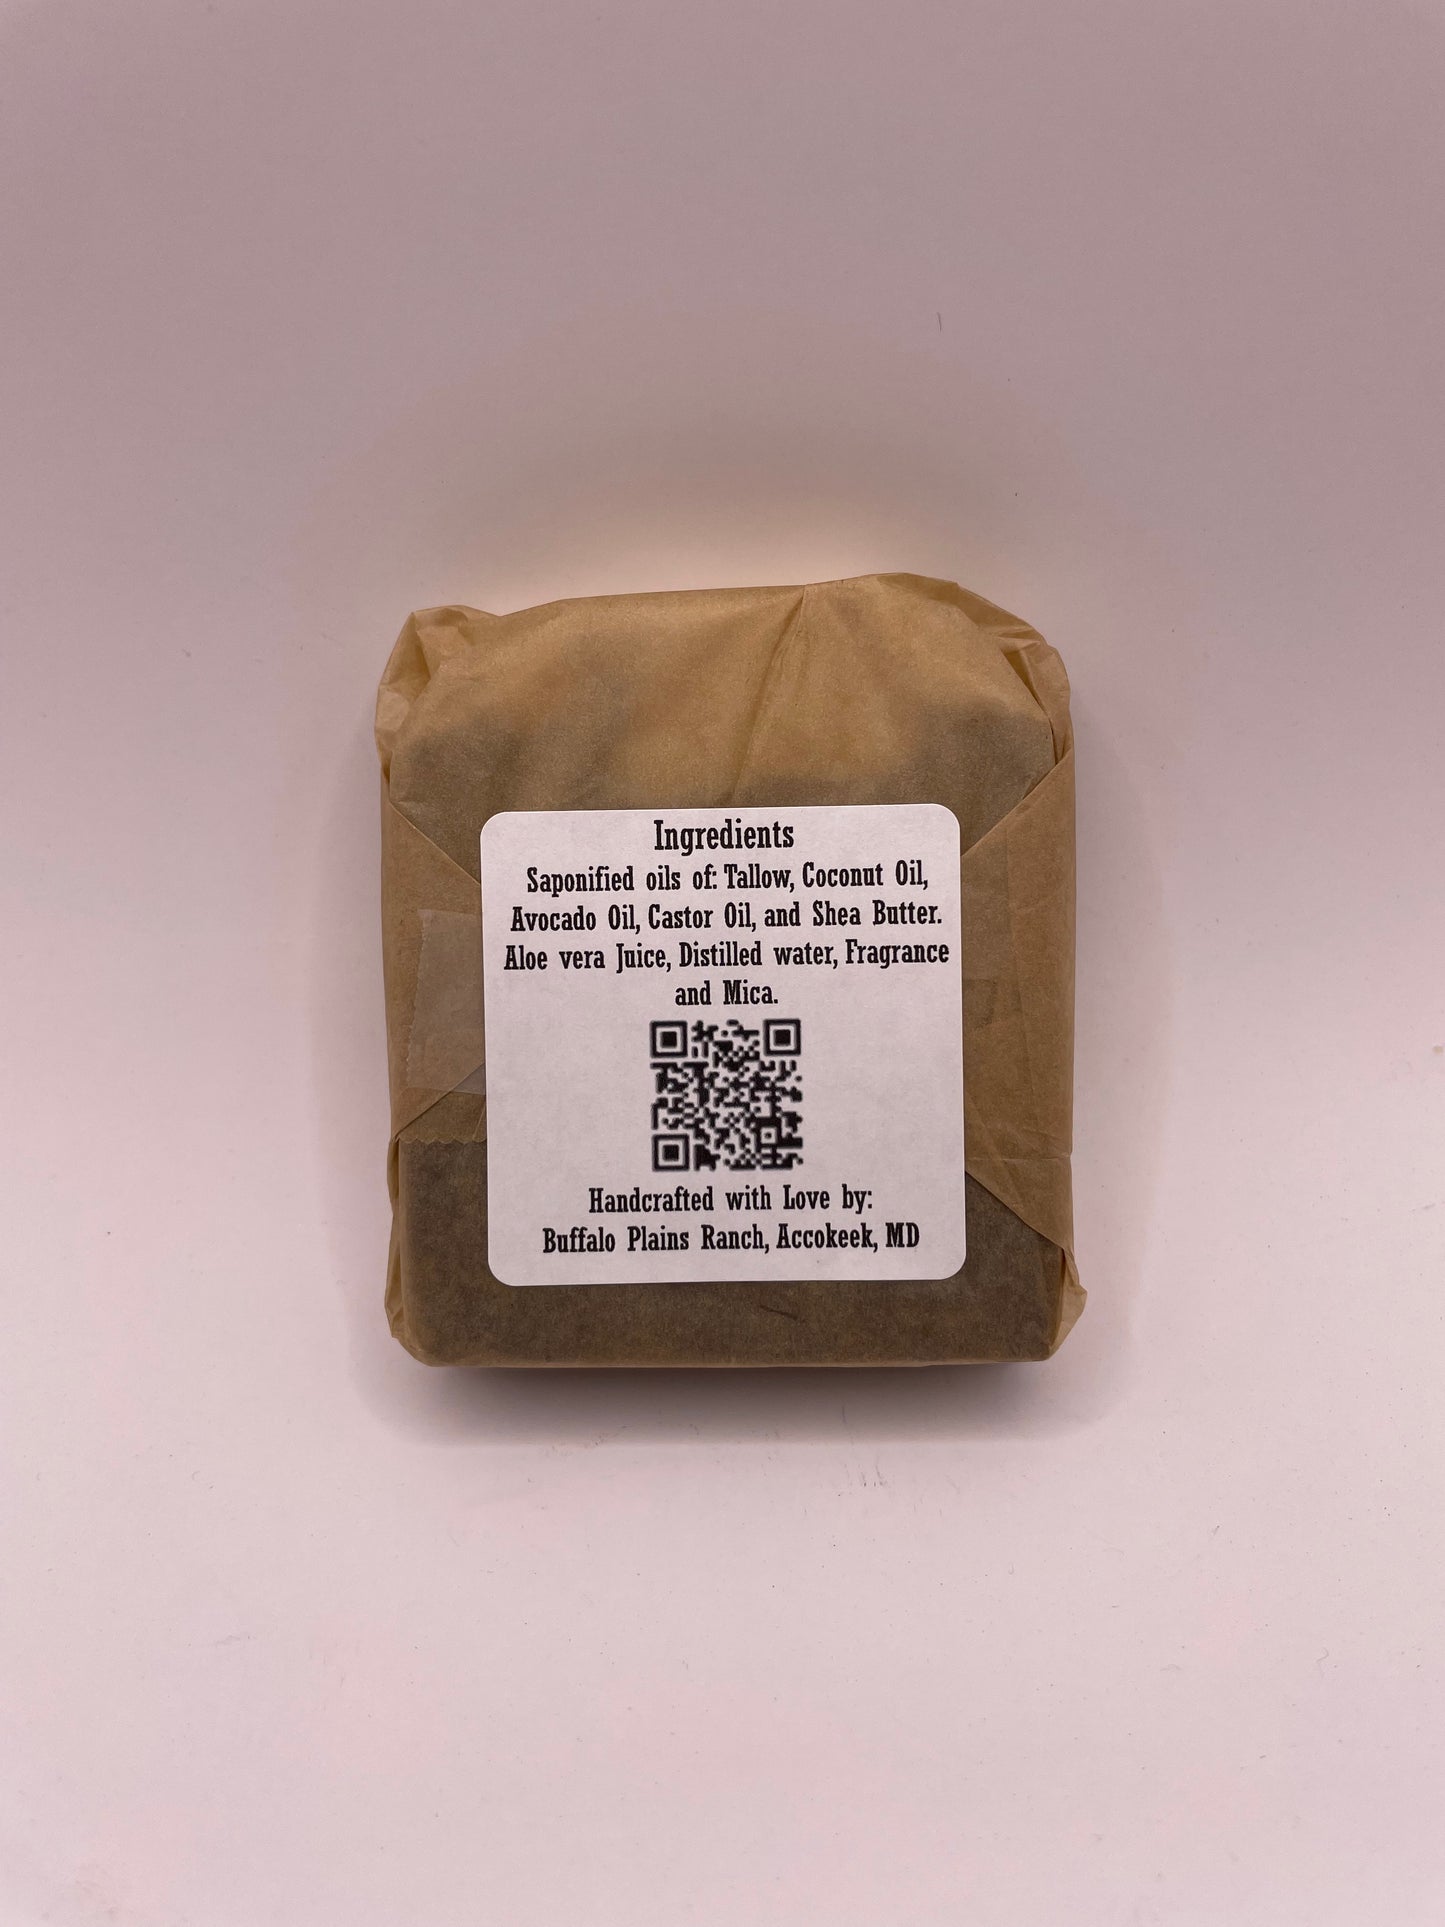 Ingredients
Saponified oils of: Tallow, Coconut Oil,
Avocado Oil, Castor Oil, and Shea Butter.
Aloe vera Juice, Distilled water, Fragrance
and Mica.
Handcrafted with Love by:
Buffalo Plains Ranch, Accokeek, MD